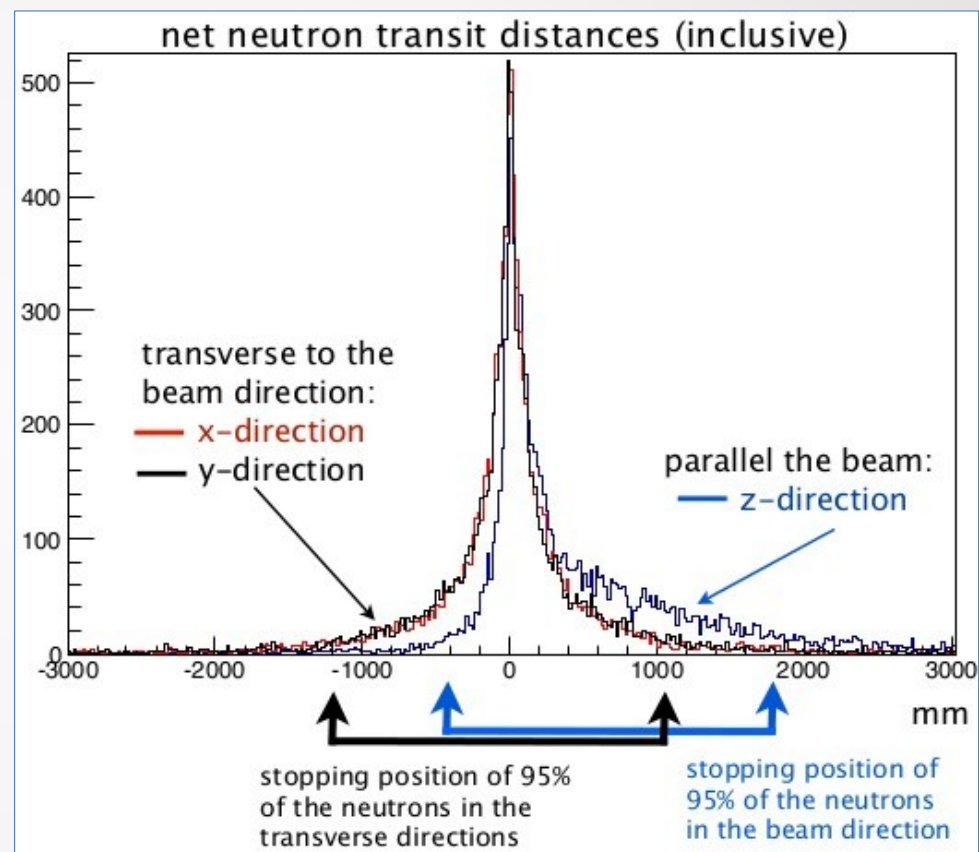 net neutron transit distances (inclusive)
500
400
300
200
100
0
transverse to the
beam direction:
x-direction
y-direction
parallel the beam:
z-direction
-3000 -2000 -1000 0 1000 2000 3000
mm
stopping position of 95%
of the neutrons in the
transverse directions
stopping position of
95% of the neutrons
in the beam direction